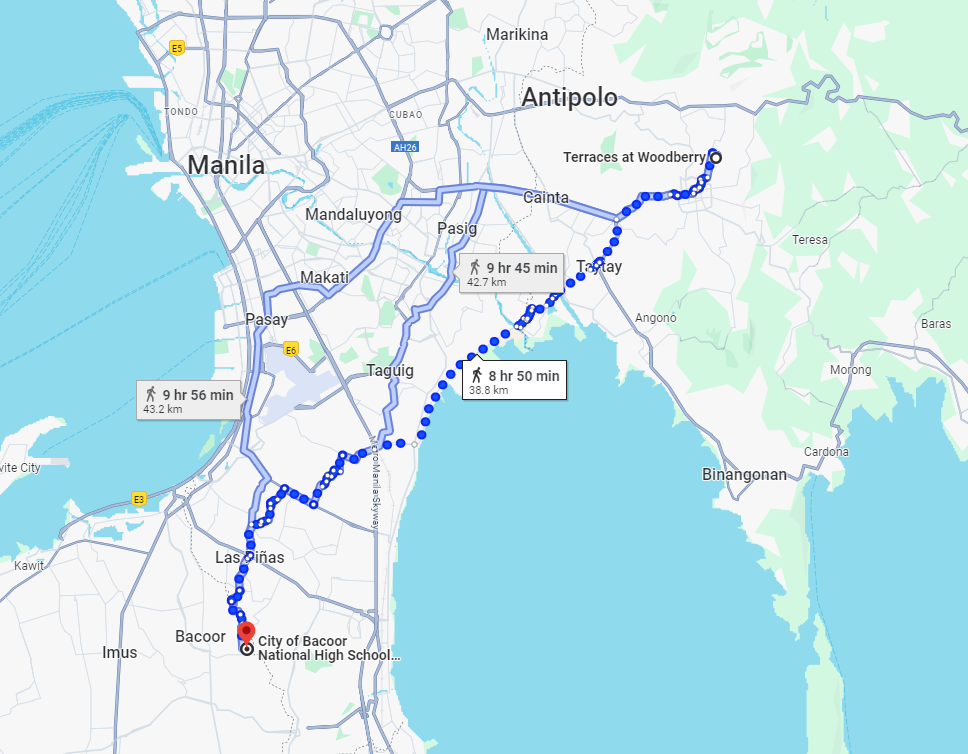 Marikina
E5
Antipolo
TONDO
CUBAO
AH26
Manila
Terraces at Woodberry
Cainta
Mandaluyong
Pasig
Teresa
9 hr 45 min
42.7 km
Taytay
Makati
Pasay
Angono
Baras
E6
Taguig
8 hr 50 min
38.8 km
Morong
9 hr 56 min
43.2 km
Metro Manila Skyway
Cardona
vite City
Binangonan
E3
Las Piñas
Kawit
Bacoor
City of Bacoor
National High School...
Imus